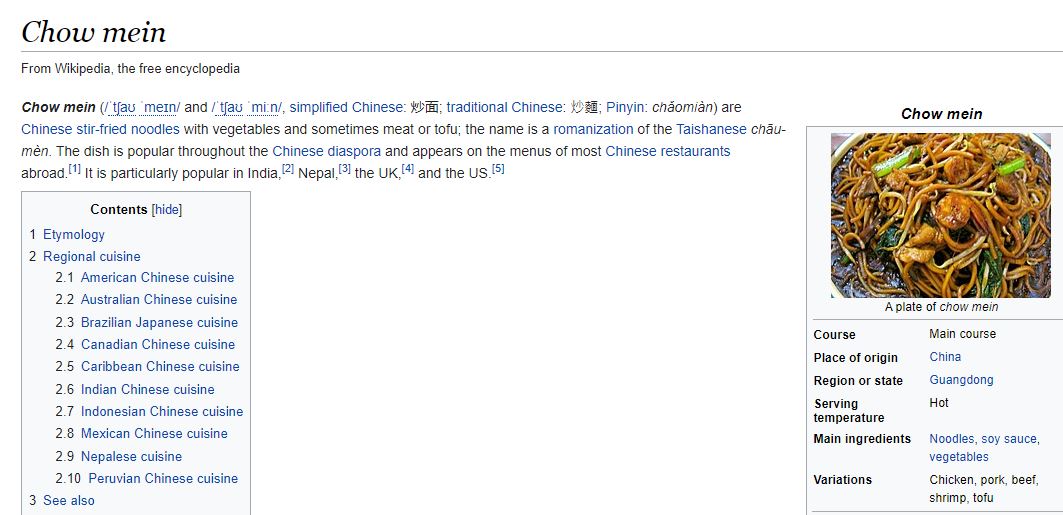 Chow mein
From Wikipedia, the free encyclopedia
Chow mein (/ˈtʃaʊ ˈmeɪn/ and /ˈtʃaʊ ˈmiːn/, simplified Chinese: 炒面; traditional Chinese: 炒麵; Pinyin: chǎomiàn) are
Chinese stir-fried noodles with vegetables and sometimes meat or tofu; the name is a romanization of the Taishanese chāu-
mèn. The dish is popular throughout the Chinese diaspora and appears on the menus of most Chinese restaurants
abroad.[1] It is particularly popular in India,[2] Nepal,[3] the UK,[4] and the US.[5]
Contents [hide]
1 Etymology
2 Regional cuisine
2.1 American Chinese cuisine
2.2 Australian Chinese cuisine
2.3 Brazilian Japanese cuisine
2.4 Canadian Chinese cuisine
2.5 Caribbean Chinese cuisine
2.6 Indian Chinese cuisine
2.7 Indonesian Chinese cuisine
2.8 Mexican Chinese cuisine
2.9 Nepalese cuisine
2.10 Peruvian Chinese cuisine
3 See also
Chow mein
A plate of chow mein
Course Main course
Place of origin China
Region or state Guangdong
Serving Hot
temperature
Main ingredients Noodles, soy sauce,
vegetables
Variations Chicken, pork, beef,
shrimp, tofu